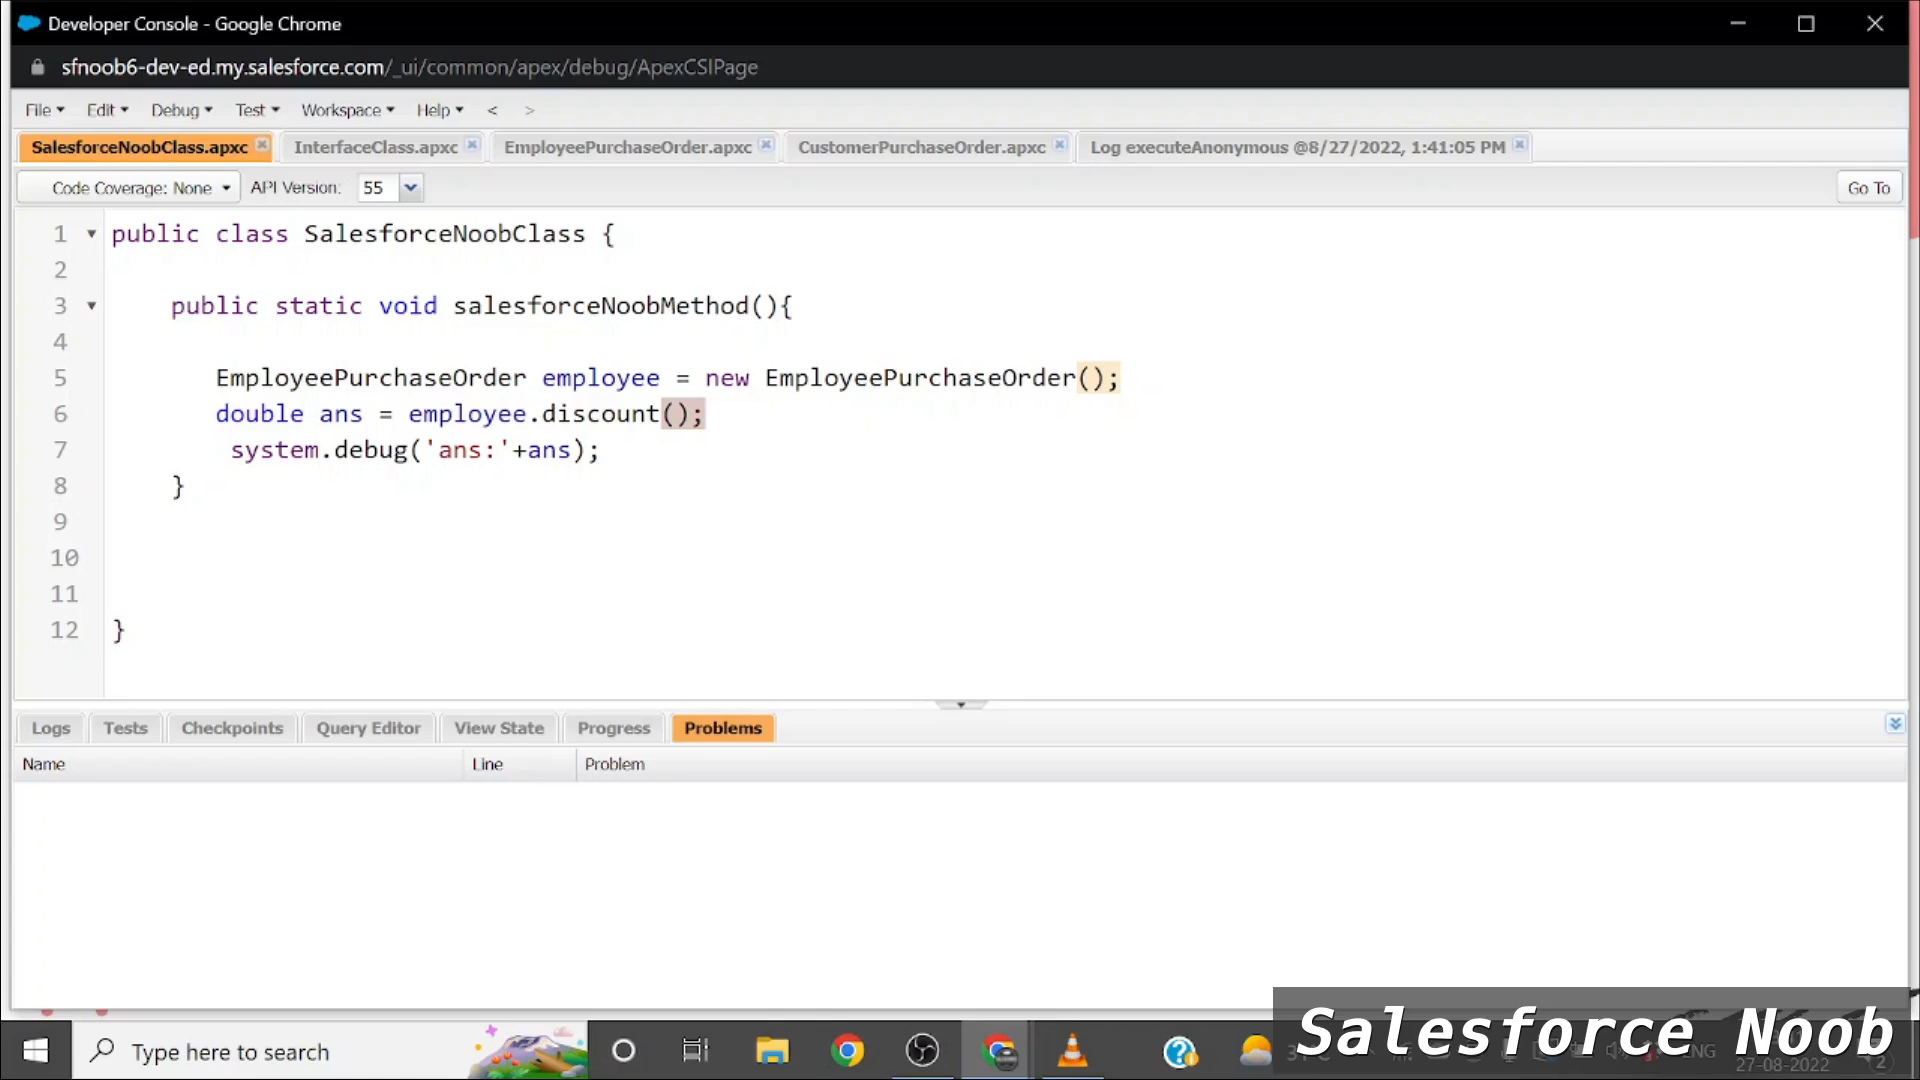 Developer Console - Google Chrome
sfnoob6-dev-ed.my.salesforce.com/_ui/common/apex/debug/ApexCSIPage
File Edit Debug Test Workspace Help < >
SalesforceNoobClass.apxc InterfaceClass.apxc EmployeePurchaseOrder.apxc CustomerPurchaseOrder.apxc Log executeAnonymous @8/27/2022, 1:41:05 PM
Code Coverage: None API Version: 55 Go To
1 public class SalesforceNoobClass {
2
3 public static void salesforceNoobMethod(){
4
5 EmployeePurchaseOrder employee = new EmployeePurchaseOrder();
6 double ans = employee.discount();
7 system.debug('ans:'+ans);
8 }
9
10
11
12 }
Logs Tests Checkpoints Query Editor View State Progress Problems
Name Line Problem
Type here to search
Salesforce Noob
ENG
27-08-2022
2